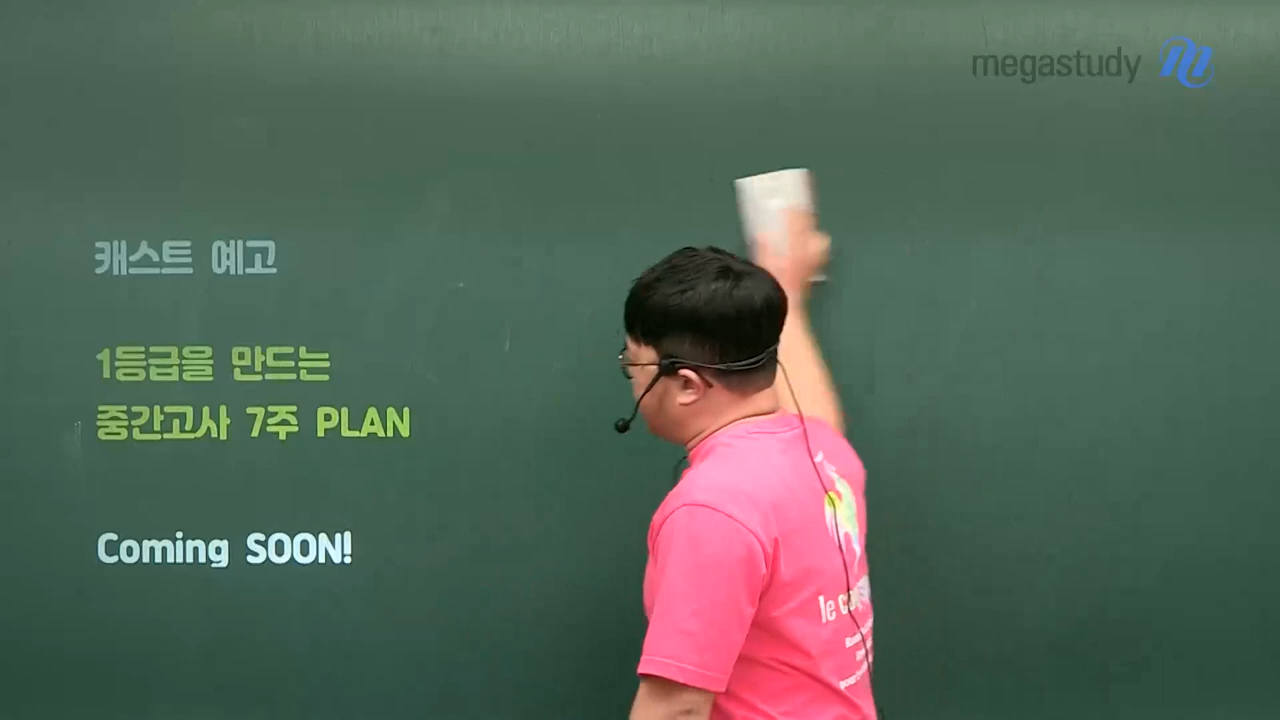 megastudy
캐스트 예고
1등급을 만드는
중간고사 7주 PLAN
Coming SOON!
le